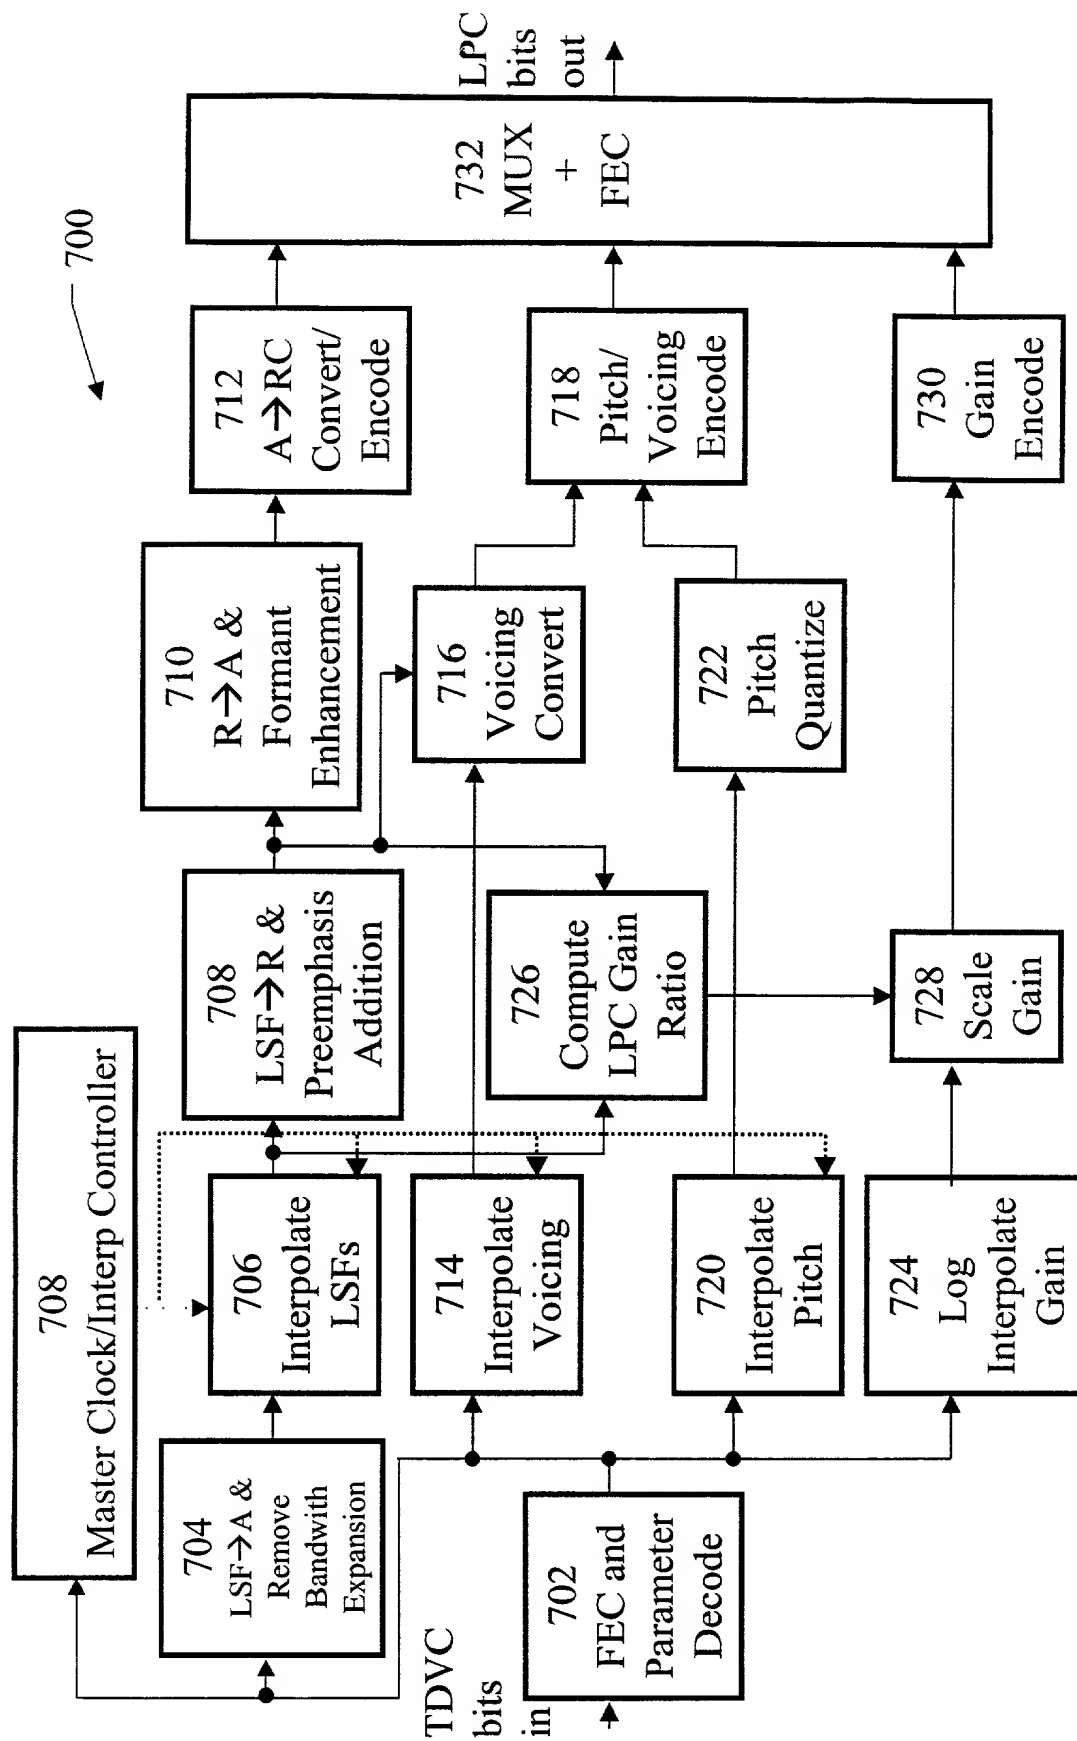 700
708
Master Clock/Interp Controller
704
LSF→A &
Remove
Bandwith
Expansion
706
Interpolate
LSFs
708
LSF→R &
Preemphasis
Addition
710
R→A &
Formant
Enhancement
712
A→RC
Convert/
Encode
TDVC
bits
in
702
FEC and
Parameter
Decode
714
Interpolate
Voicing
716
Voicing
Convert
718
Pitch/
Voicing
Encode
726
Compute
LPC Gain
Ratio
720
Interpolate
Pitch
722
Pitch
Quantize
724
Log
Interpolate
Gain
728
Scale
Gain
730
Gain
Encode
732
MUX
+
FEC
LPC
bits
out